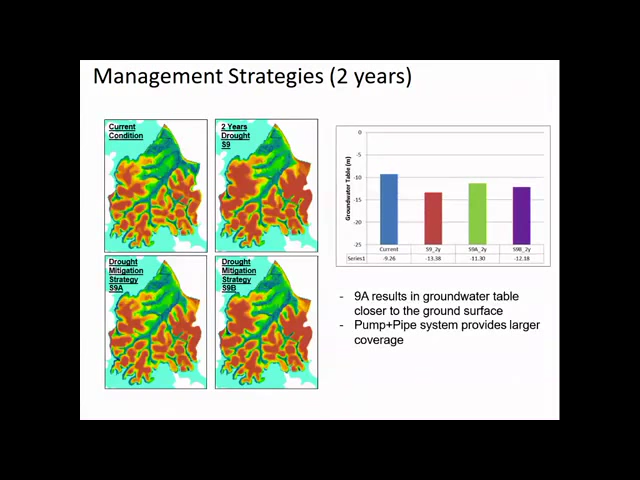 Management Strategies (2 years)
Current
Condition
2 Years
Drought
S9
Drought
Mitigation
Strategy
S9A
Drought
Mitigation
Strategy
S9B
Groundwater Table (m)
0
-5
-10
-15
-20
-25
Current S9_2y S9A_2y S9B_2y
Series1 -9.26 -13.38 -11.30 -12.18
- 9A results in groundwater table
closer to the ground surface
- Pump+Pipe system provides larger
coverage